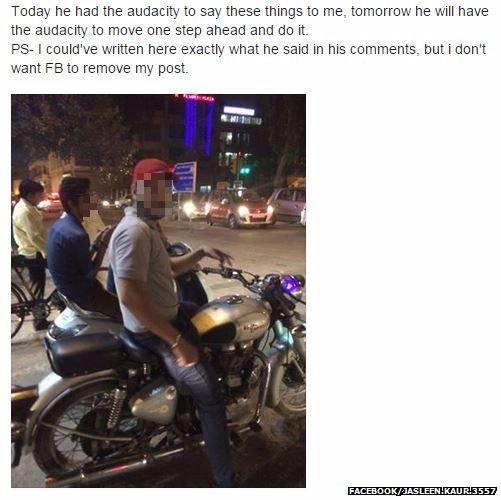 Today he had the audacity to say these things to me, tomorrow he will have
the audacity to move one step ahead and do it.
PS- I could've written here exactly what he said in his comments, but i don't
want FB to remove my post.
FACEBOOK/JASLEEN.KAUR.3557